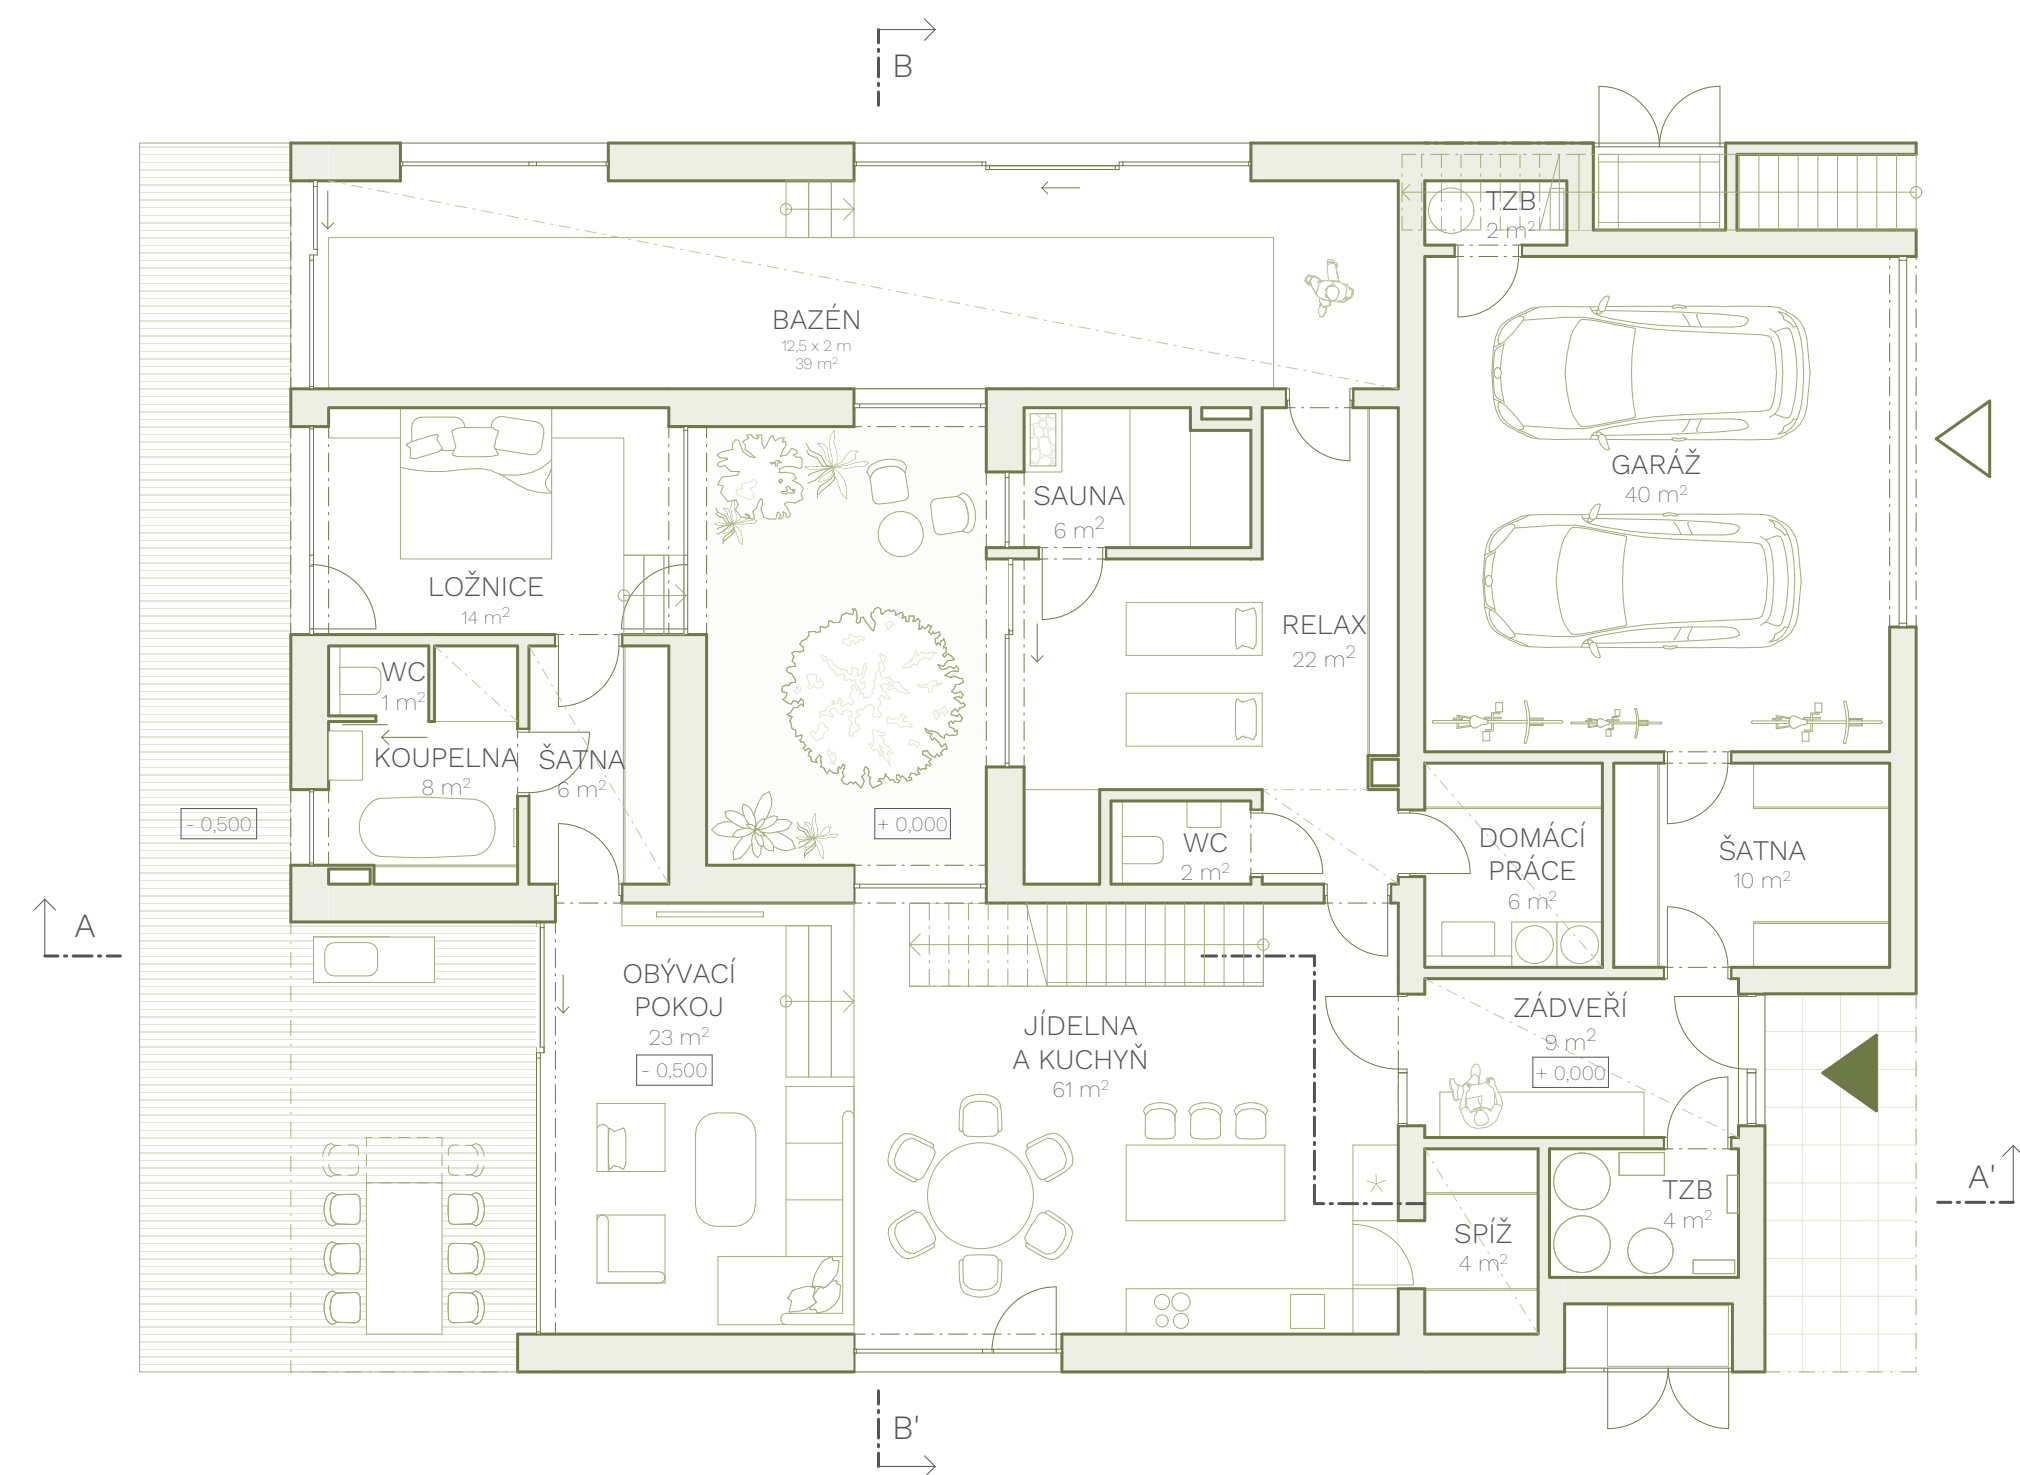 B
TZB
2 m²
BAZÉN
12,5 x 2 m
39 m²
GARÁŽ
40 m²
SAUNA
6 m²
LOŽNICE
14 m²
RELAX
22 m²
WC
1 m²
KOUPELNA
8 m²
ŠATNA
6 m²
- 0,500
+ 0,000
WC
2 m²
DOMÁCÍ
PRÁCE
6 m²
ŠATNA
10 m²
A
OBÝVACÍ
POKOJ
23 m²
- 0,500
JÍDELNA
A KUCHYŇ
61 m²
ZÁDVEŘÍ
9 m²
+ 0,000
A'
TZB
4 m²
SPÍŽ
4 m²
B'